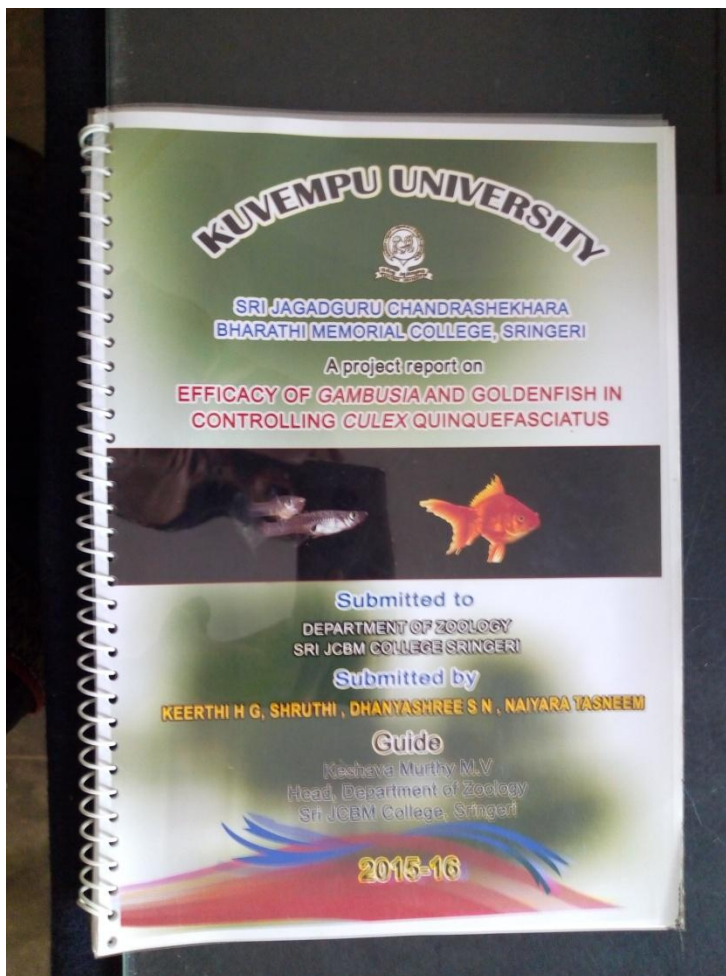 KUVEMPU UNIVERSITY
SRI JAGADGURU CHANDRASHEKHARA
BHARATHI MEMORIAL COLLEGE, SRINGERI
A project report on
EFFICACY OF GAMBUSIA AND GOLDENFISH IN
CONTROLLING CULEX QUINQUEFASCIATUS
Submitted to
DEPARTMENT OF ZOOLOGY
SRI JCBM COLLEGE SRINGERI
Submitted by
KEERTHI H G, SHRUTHI , DHANYASHREE S N , NAIYARA TASNEEM
Guide
Keshava Murthy M.V
Head, Department of Zoology
Sri JCBM College, Sringeri
2015-16